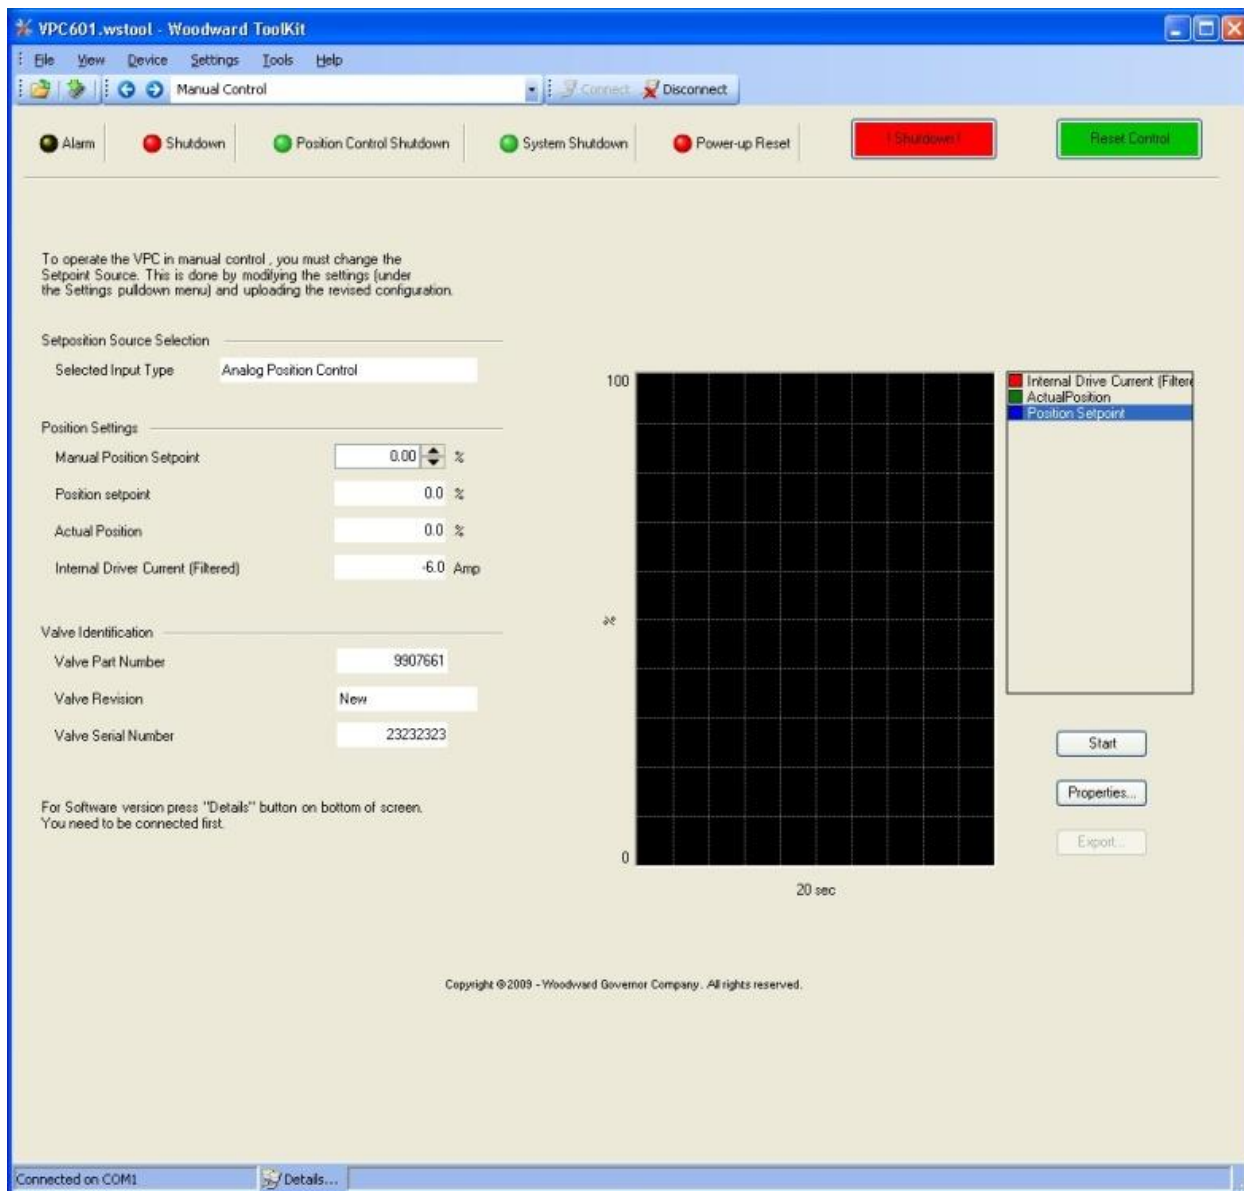 VPC601.wstool - Woodward ToolKit
File View Device Settings Tools Help
Manual Control Connect Disconnect
Alarm Shutdown Position Control Shutdown System Shutdown Power-up Reset ! Shutdown ! Reset Control
To operate the VPC in manual control , you must change the
Setpoint Source. This is done by modifying the settings (under
the Settings pulldown menu) and uploading the revised configuration.
Setposition Source Selection
Selected Input Type Analog Position Control
Position Settings
Manual Position Setpoint 0.00 %
Position setpoint 0.0 %
Actual Position 0.0 %
Internal Driver Current (Filtered) -6.0 Amp
Valve Identification
Valve Part Number 9907661
Valve Revision New
Valve Serial Number 23232323
For Software version press "Details" button on bottom of screen.
You need to be connected first.
100
%
0
20 sec
Internal Drive Current (Filtere
ActualPosition
Position Setpoint
Start
Properties...
Export...
Copyright ©2009 - Woodward Governor Company. All rights reserved.
Connected on COM1 Details...